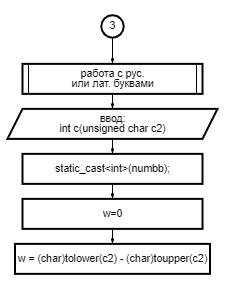 3
работа с рус.
или лат. буквами
ввод:
int c(unsigned char c2)
static_cast<int>(numbb);
w=0
w = (char)tolower(c2) - (char)toupper(c2)